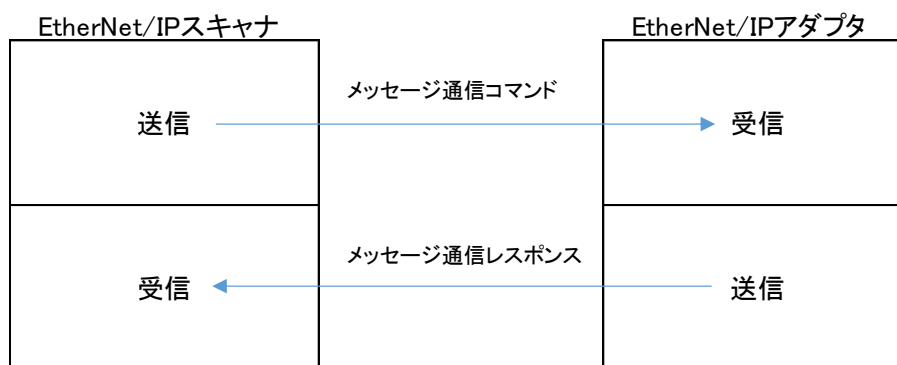 EtherNet/IPスキャナ
EtherNet/IPアダプタ
メッセージ通信コマンド
送信
受信
メッセージ通信レスポンス
受信
送信